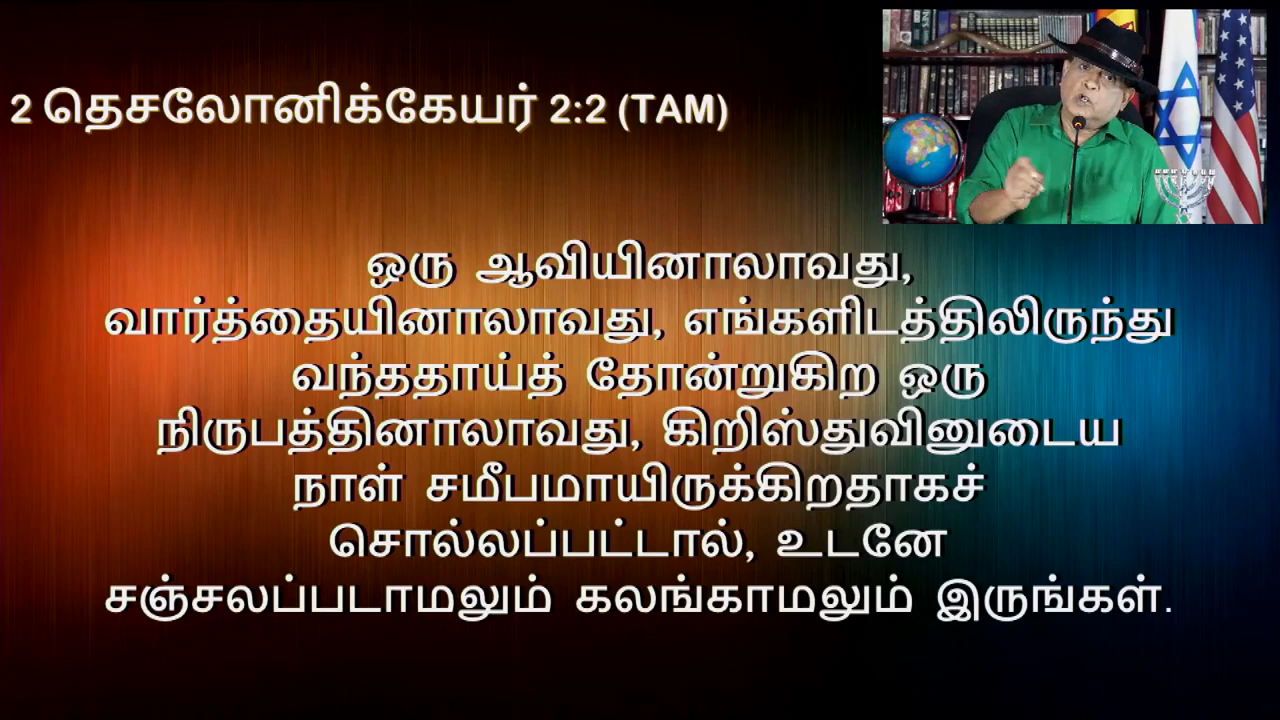 2 தெசலோனிக்கேயர் 2:2 (TAM)
ஒரு ஆவியினாலாவது,
வார்த்தையினாலாவது, எங்களிடத்திலிருந்து
வந்ததாய்த் தோன்றுகிற ஒரு
நிருபத்தினாலாவது, கிறிஸ்துவினுடைய
நாள் சமீபமாயிருக்கிறதாகச்
சொல்லப்பட்டால், உடனே
சஞ்சலப்படாமலும் கலங்காமலும் இருங்கள்.